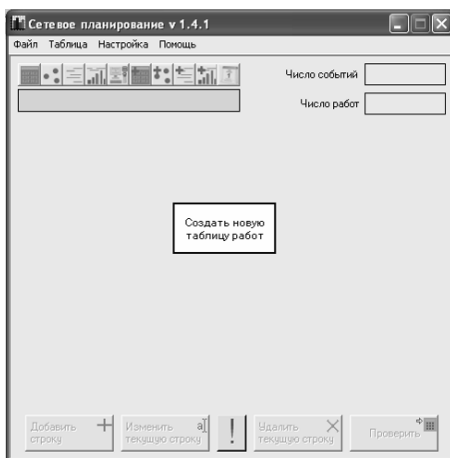 Сетевое планирование v 1.4.1
Файл Таблица Настройка Помощь
Число событий
Число работ
Создать новую
таблицу работ
Добавить
строку
Изменить
текущую строку
!
Удалить
текущую строку
Проверить